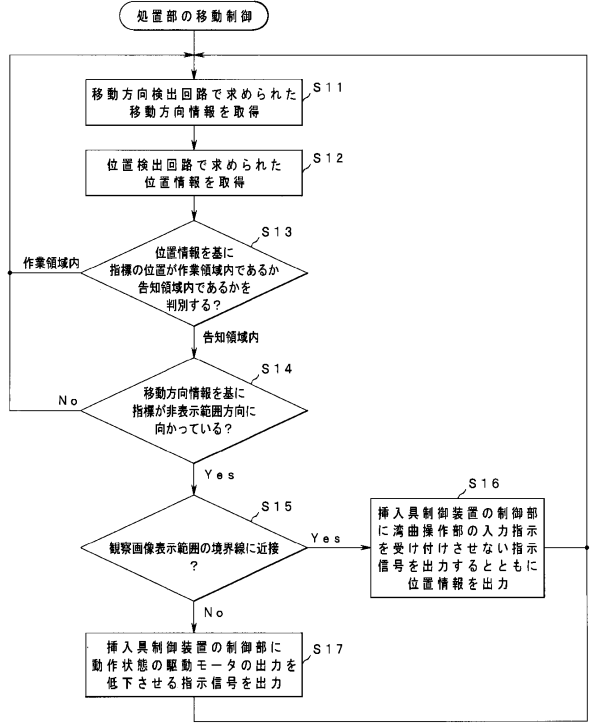 処置部の移動制御
S11
移動方向検出回路で求められた
移動方向情報を取得
S12
位置検出回路で求められた
位置情報を取得
S13
位置情報を基に
指標の位置が作業領域内であるか
告知領域内であるかを
判別する?
作業領域内
告知領域内
S14
移動方向情報を基に
指標が非表示範囲方向に
向かっている?
No
Yes
S15
観察画像表示範囲の境界線に近接
?
Yes
S16
挿入具制御装置の制御部
に湾曲操作部の入力指示
を受け付けさせない指示
信号を出力するとともに
位置情報を出力
No
S17
挿入具制御装置の制御部に
動作状態の駆動モータの出力を
低下させる指示信号を出力